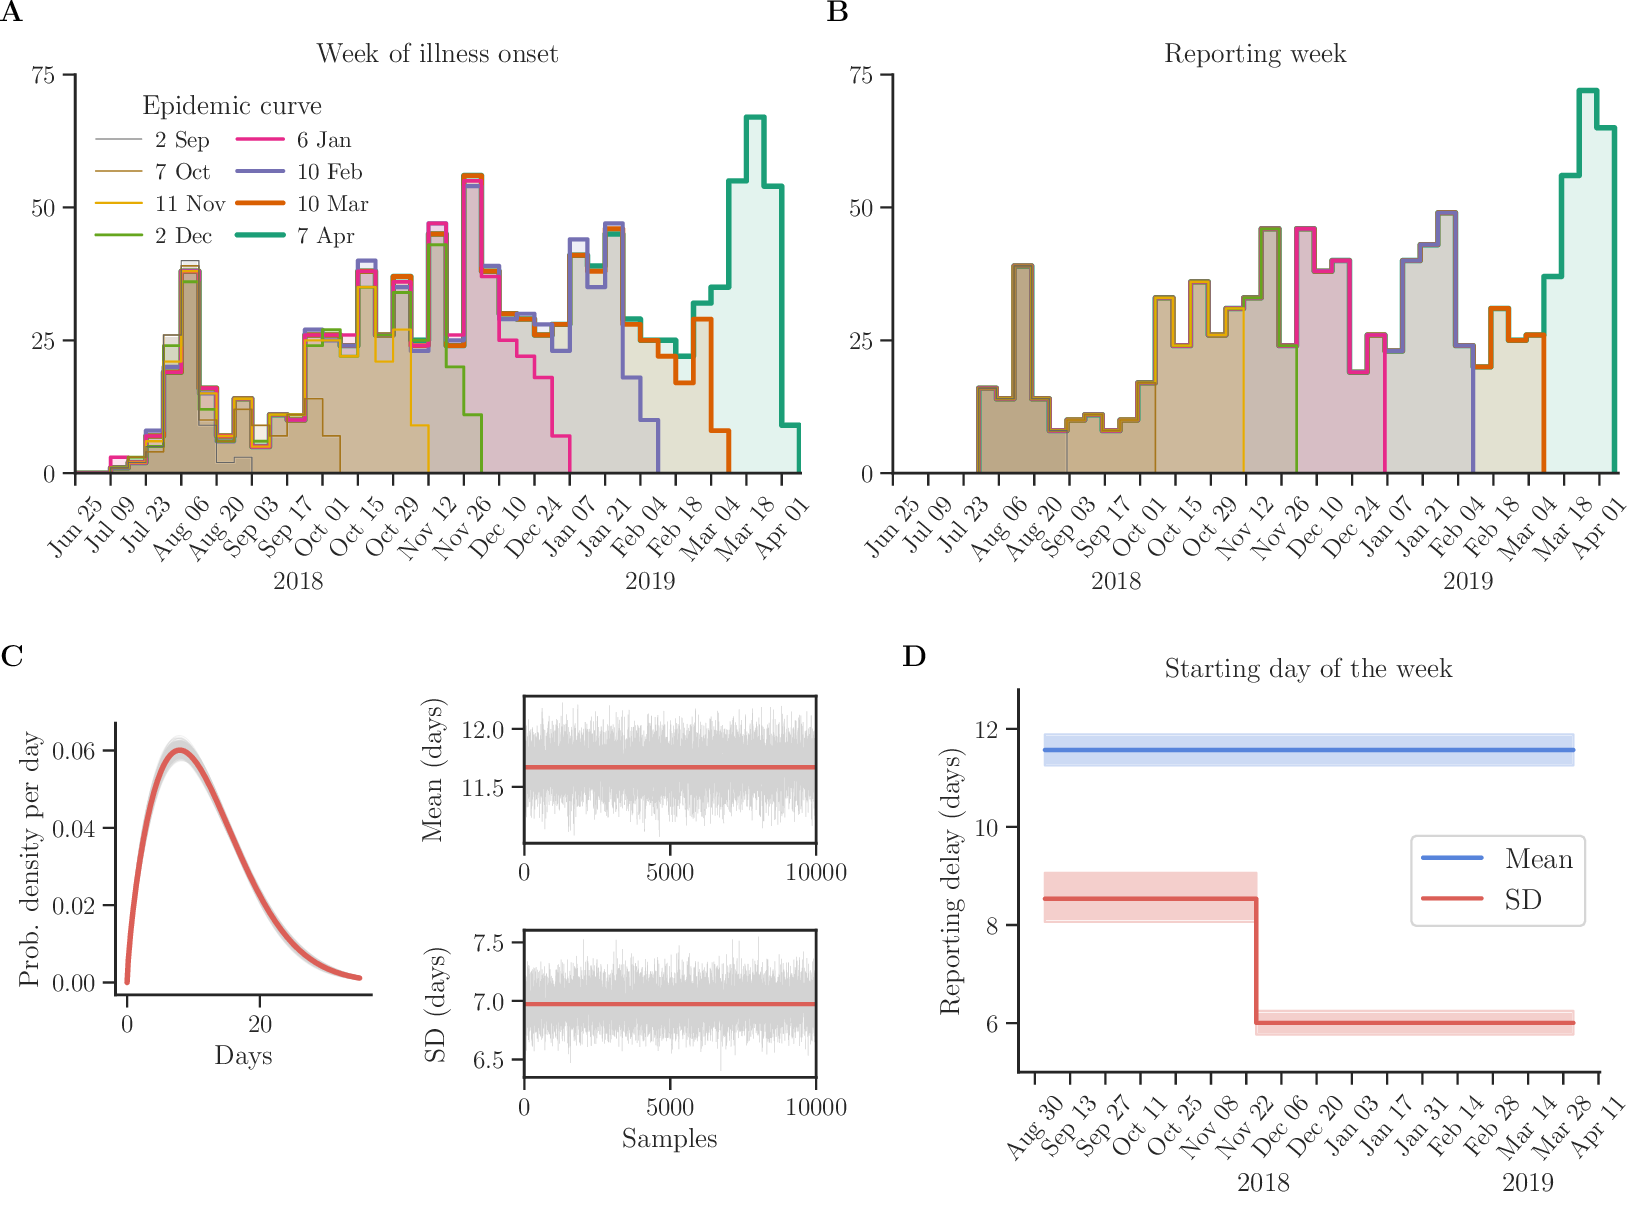 A
Week of illness onset
75
50
25
0
Epidemic curve
2 Sep
7 Oct
11 Nov
2 Dec
6 Jan
10 Feb
10 Mar
7 Apr
Jun 25
Jul 09
Jul 23
Aug 06
Aug 20
Sep 03
Sep 17
Oct 01
Oct 15
Oct 29
Nov 12
Nov 26
Dec 10
Dec 24
Jan 07
Jan 21
Feb 04
Feb 18
Mar 04
Mar 18
Apr 01
2018
2019
B
Reporting week
75
50
25
0
Jun 25
Jul 09
Jul 23
Aug 06
Aug 20
Sep 03
Sep 17
Oct 01
Oct 15
Oct 29
Nov 12
Nov 26
Dec 10
Dec 24
Jan 07
Jan 21
Feb 04
Feb 18
Mar 04
Mar 18
Apr 01
2018
2019
C
Prob. density per day
0.06
0.04
0.02
0.00
0
20
Days
Mean (days)
12.0
11.5
0
5000
10000
SD (days)
7.5
7.0
6.5
0
5000
10000
Samples
D
Starting day of the week
Reporting delay (days)
12
10
8
6
Mean
SD
Aug 30
Sep 13
Sep 27
Oct 11
Oct 25
Nov 08
Nov 22
Dec 06
Dec 20
Jan 03
Jan 17
Jan 31
Feb 14
Feb 28
Mar 14
Mar 28
Apr 11
2018
2019